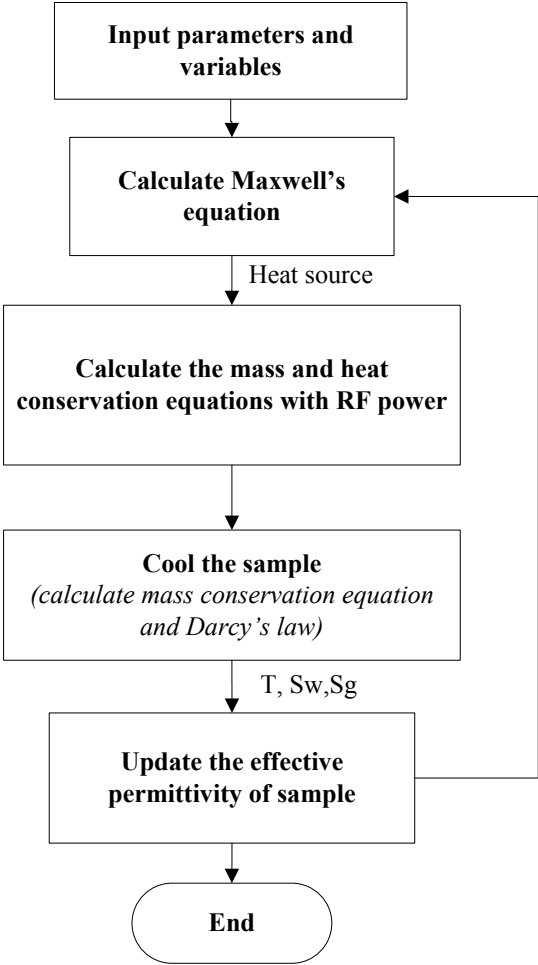 Input parameters and
variables
Calculate Maxwell’s
equation
Heat source
Calculate the mass and heat
conservation equations with RF power
Cool the sample
(calculate mass conservation equation
and Darcy’s law)
T, Sw,Sg
Update the effective
permittivity of sample
End